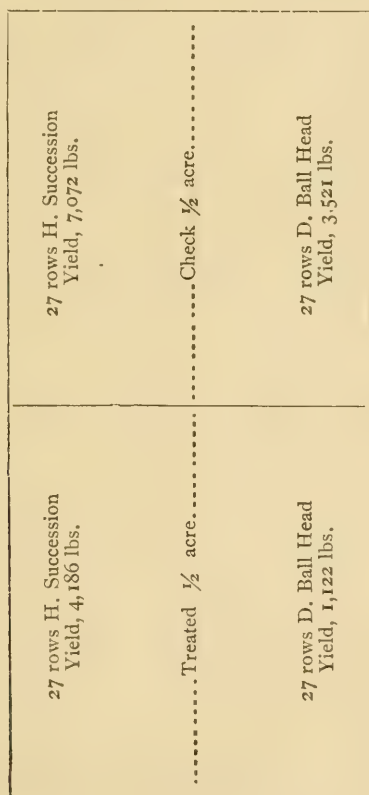 27 rows H. Succession
Yield, 4,186 lbs.
..........Treated ½ acre..........
27 rows D. Ball Head
Yield, 1,122 lbs.
27 rows H. Succession
Yield, 7,072 lbs.
..........Check ½ acre..........
27 rows D. Ball Head
Yield, 3.521 lbs.